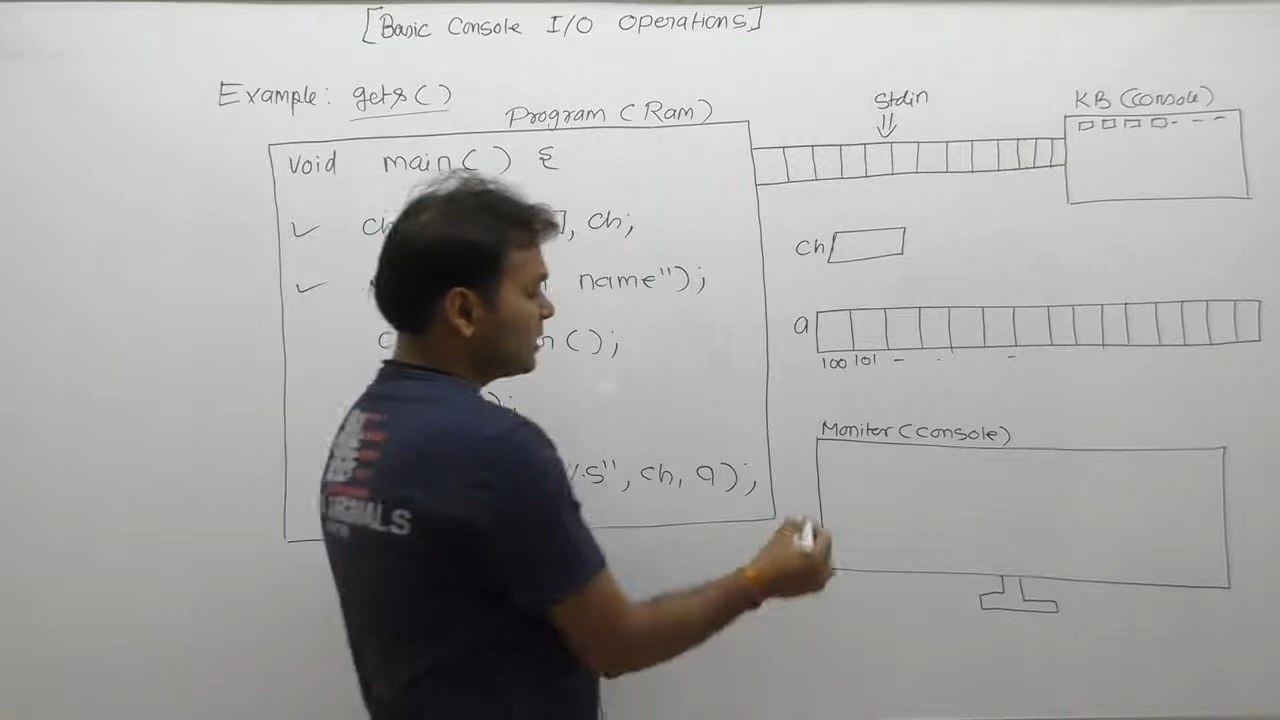 [Basic Console I/O Operations]
Example: gets()
Program (Ram)
void main() {
], ch;
name");
();
);
%s", ch, a);
Stdin
KB (Console)
ch
a
100 101
Moniter (Console)